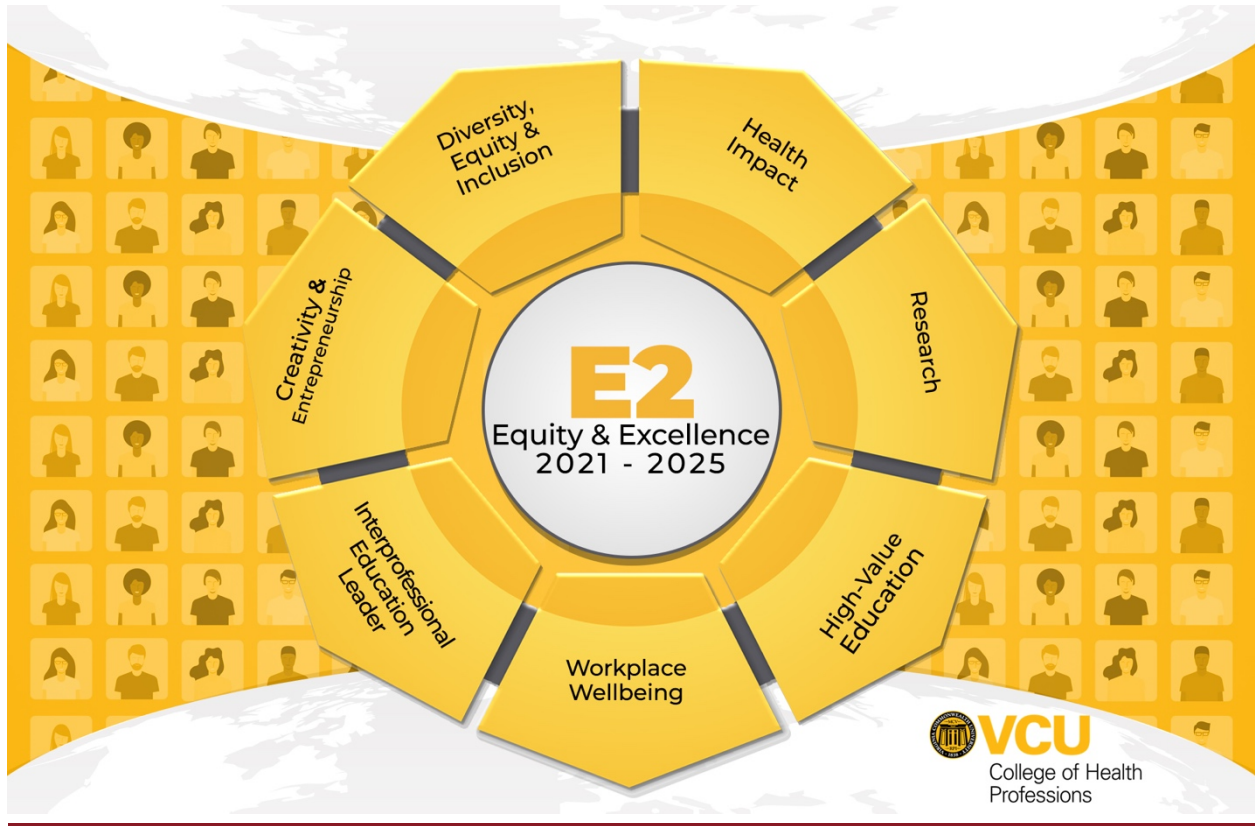 Diversity,
Equity &
Inclusion
Health
Impact
Creativity &
Entrepreneurship
Research
E2
Equity & Excellence
2021 - 2025
Interprofessional
Education
Leader
High-Value
Education
Workplace
Wellbeing
VCU
College of Health
Professions